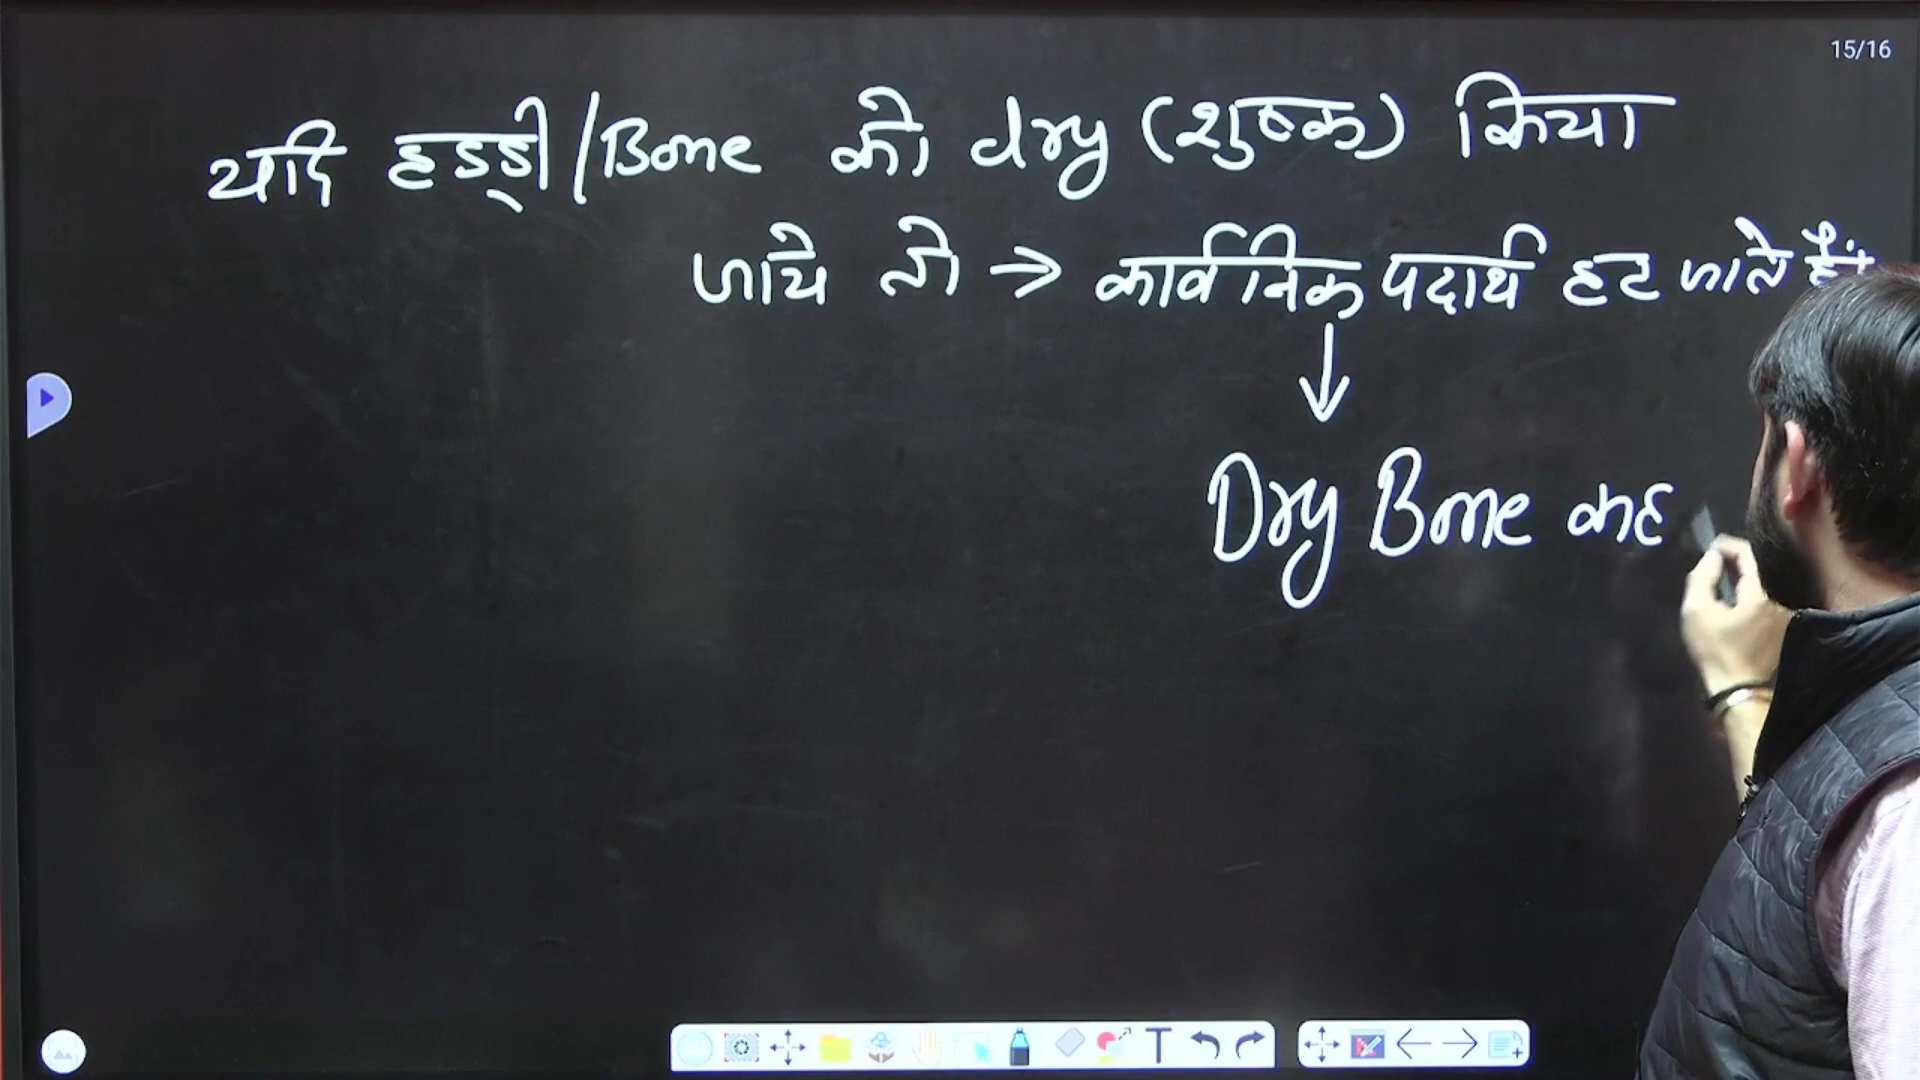 15/16
यदि हड्डी/Bone को dry (शुष्क) किया
जाये तो → कार्बनिक पदार्थ हट जाते हैं
↓
Dry Bone कह
T